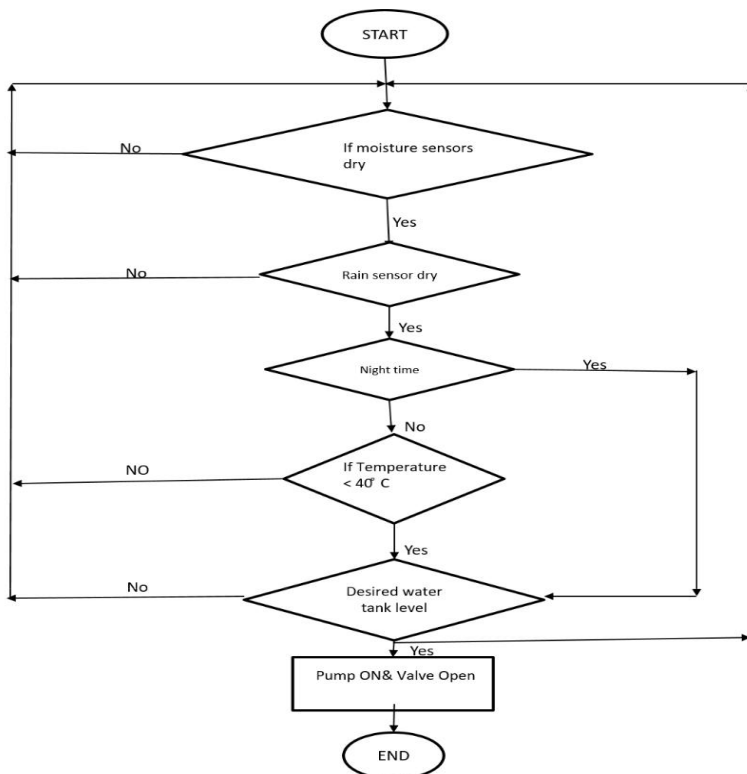 START
If moisture sensors
dry
No
Yes
Rain sensor dry
No
Yes
Night time
Yes
No
If Temperature
< 40° C
NO
Yes
Desired water
tank level
No
Yes
Pump ON& Valve Open
END